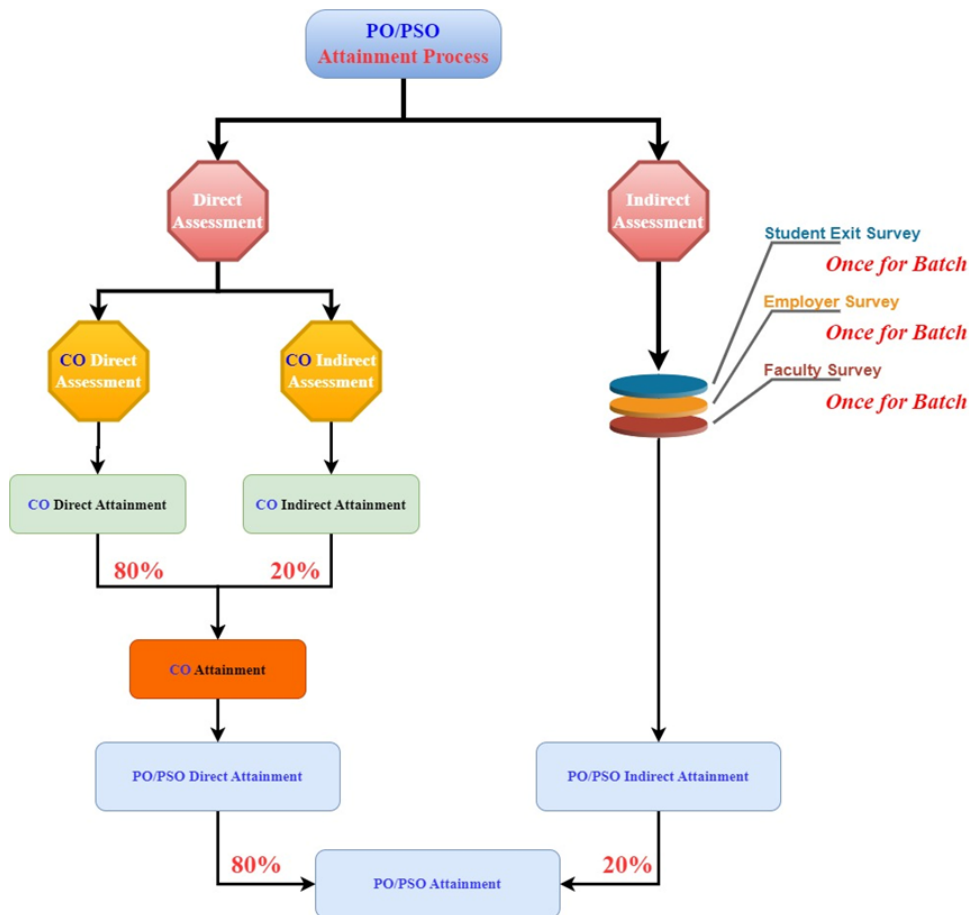 PO/PSO
Attainment Process
Direct
Assessment
Indirect
Assessment
Student Exit Survey
Once for Batch
Employer Survey
Once for Batch
Faculty Survey
Once for Batch
CO Direct
Assessment
CO Indirect
Assessment
CO Direct Attainment
CO Indirect Attainment
80%
20%
CO Attainment
PO/PSO Direct Attainment
PO/PSO Indirect Attainment
80%
20%
PO/PSO Attainment